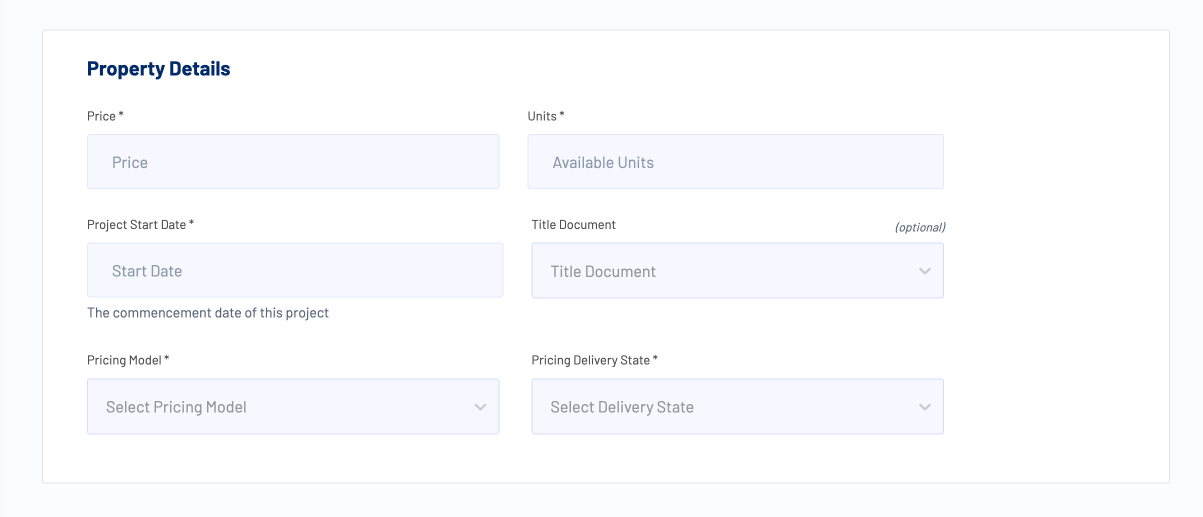 Property Details
Price * Units *
Price Available Units
Project Start Date * Title Document (optional)
Start Date Title Document
The commencement date of this project
Pricing Model * Pricing Delivery State *
Select Pricing Model Select Delivery State